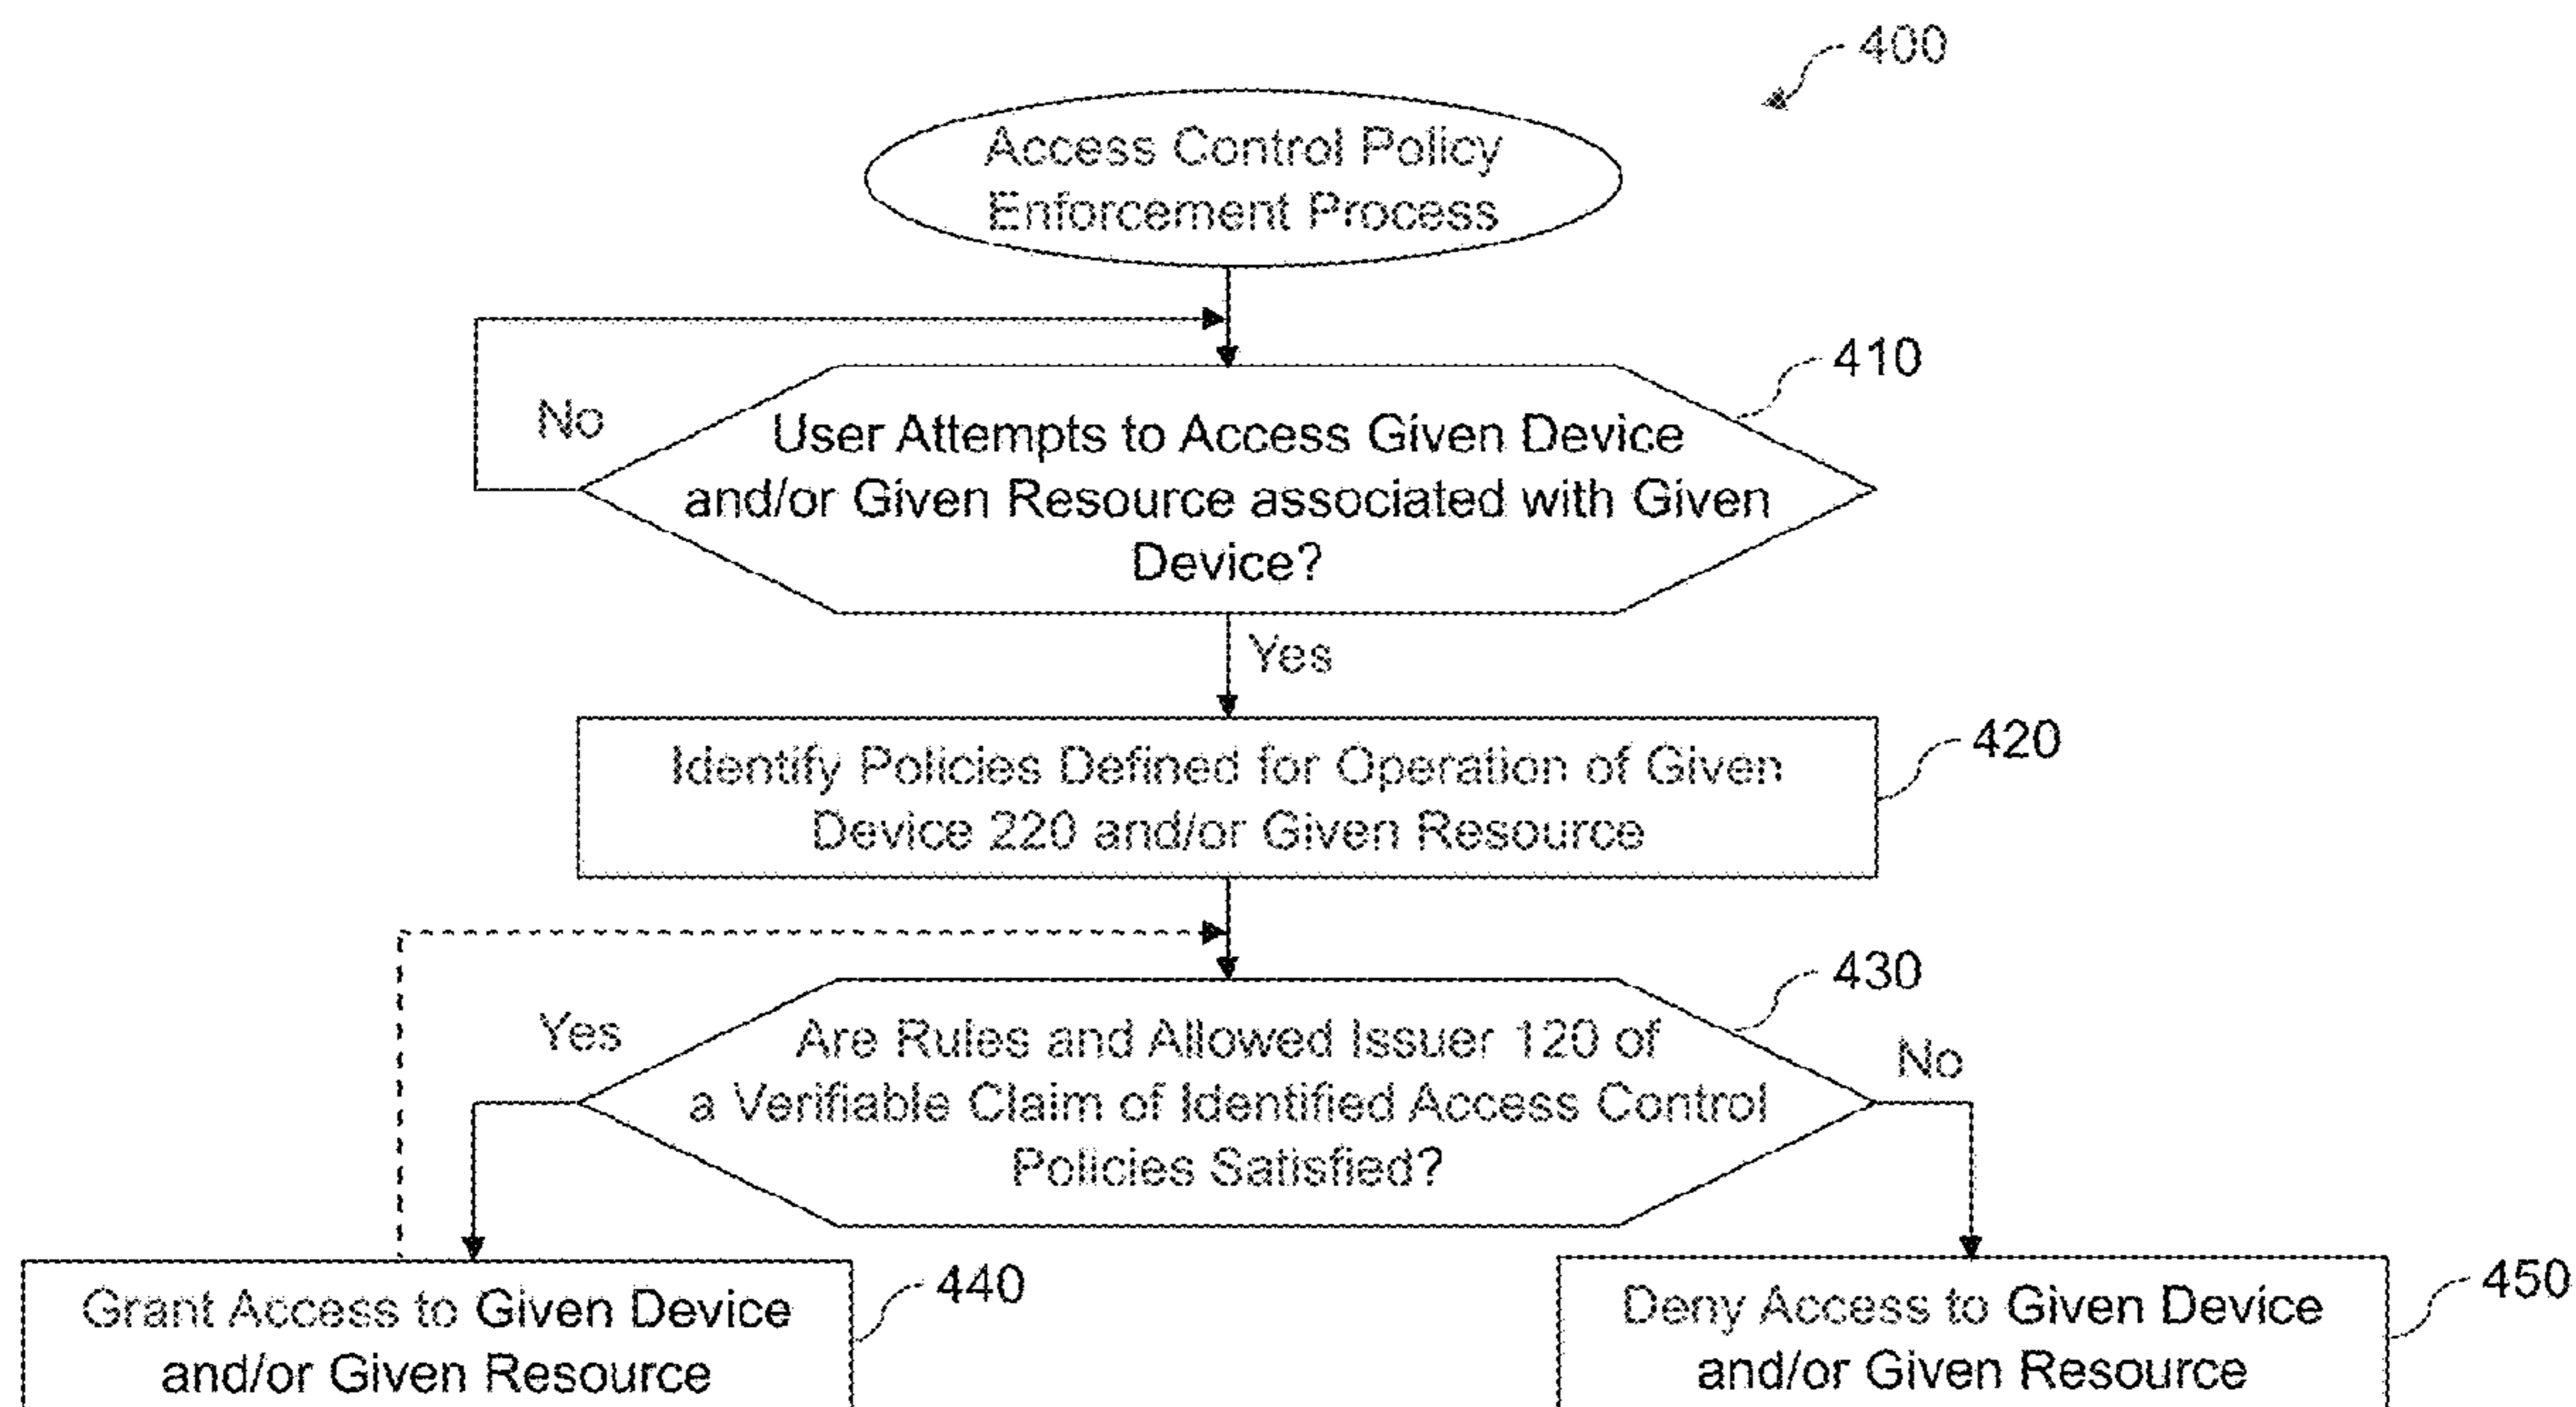 400
Access Control Policy
Enforcement Process
410
No
User Attempts to Access Given Device
and/or Given Resource associated with Given
Device?
Yes
420
Identify Policies Defined for Operation of Given
Device 220 and/or Given Resource
430
Yes
No
Are Rules and Allowed Issuer 120 of
a Verifiable Claim of Identified Access Control
Policies Satisfied?
440
Grant Access to Given Device
and/or Given Resource
450
Deny Access to Given Device
and/or Given Resource